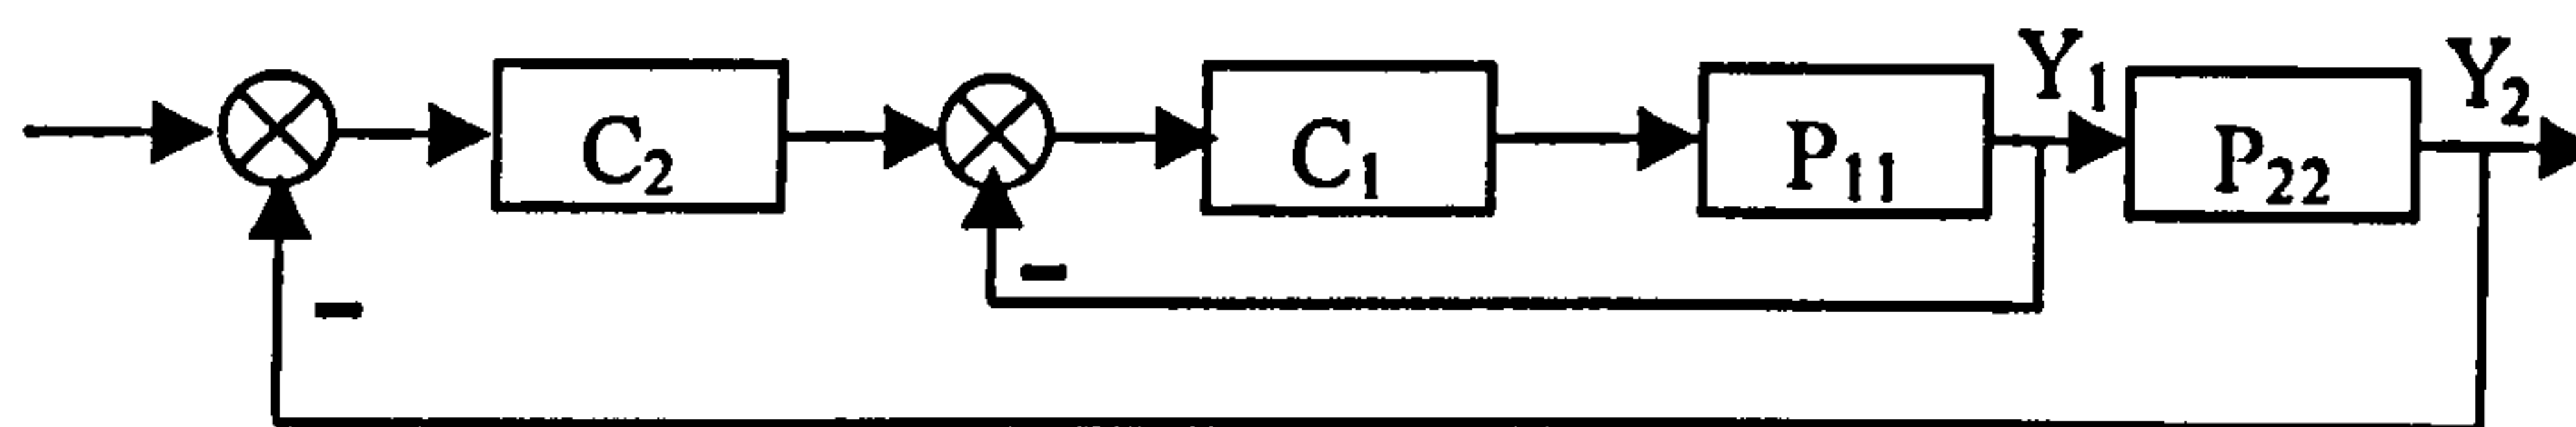 C₂
C₁
P₁₁
Y₁
P₂₂
Y₂
−
−